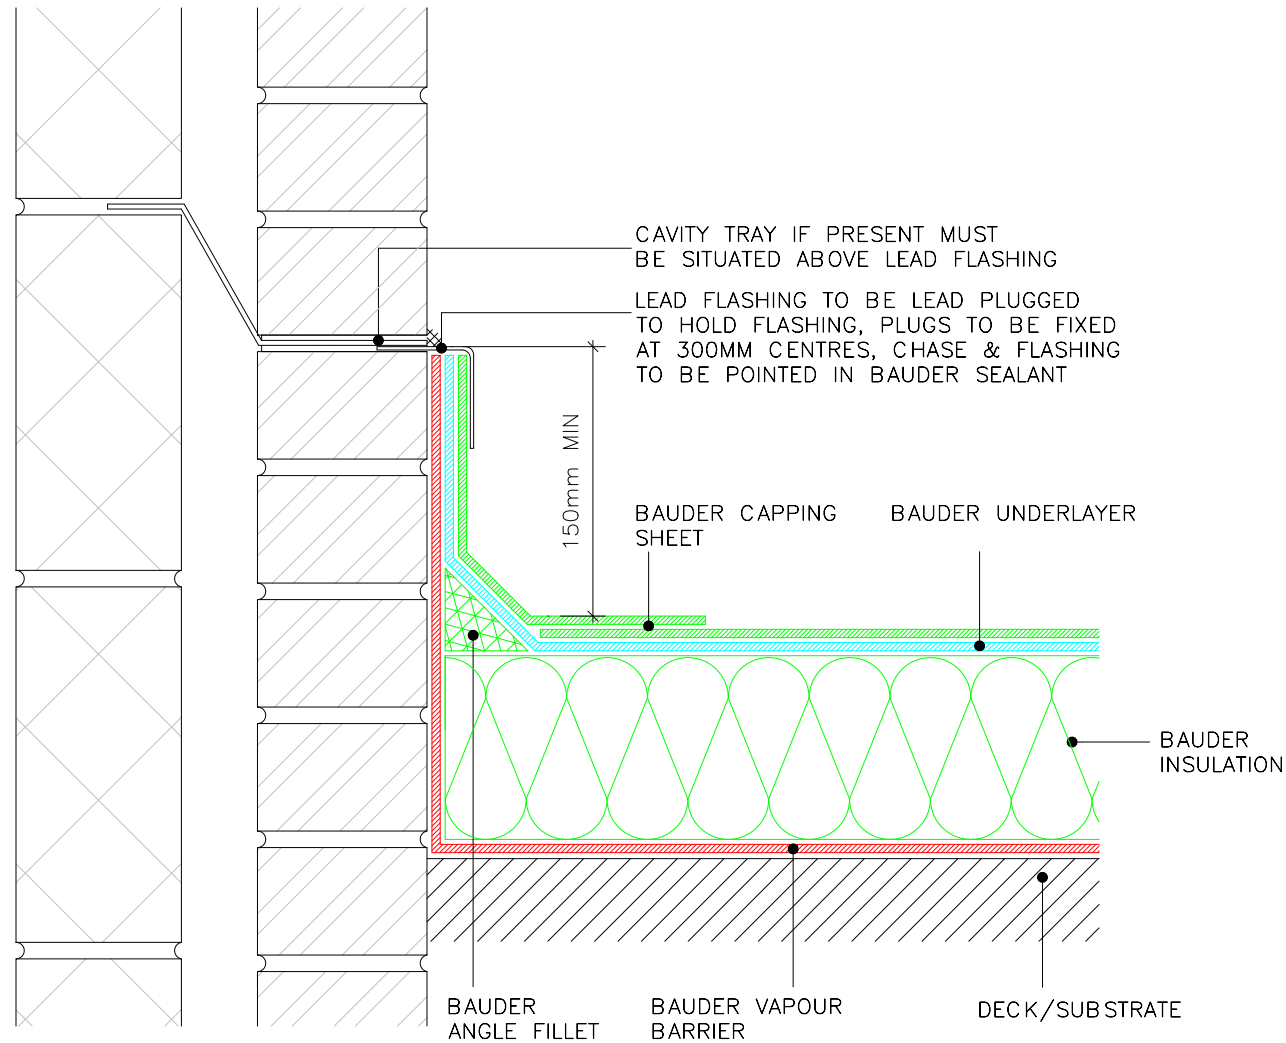 CAVITY TRAY IF PRESENT MUST
BE SITUATED ABOVE LEAD FLASHING
LEAD FLASHING TO BE LEAD PLUGGED
TO HOLD FLASHING, PLUGS TO BE FIXED
AT 300MM CENTRES, CHASE & FLASHING
TO BE POINTED IN BAUDER SEALANT
150mm MIN
BAUDER CAPPING
SHEET
BAUDER UNDERLAYER
BAUDER
INSULATION
BAUDER
ANGLE FILLET
BAUDER VAPOUR
BARRIER
DECK/SUBSTRATE